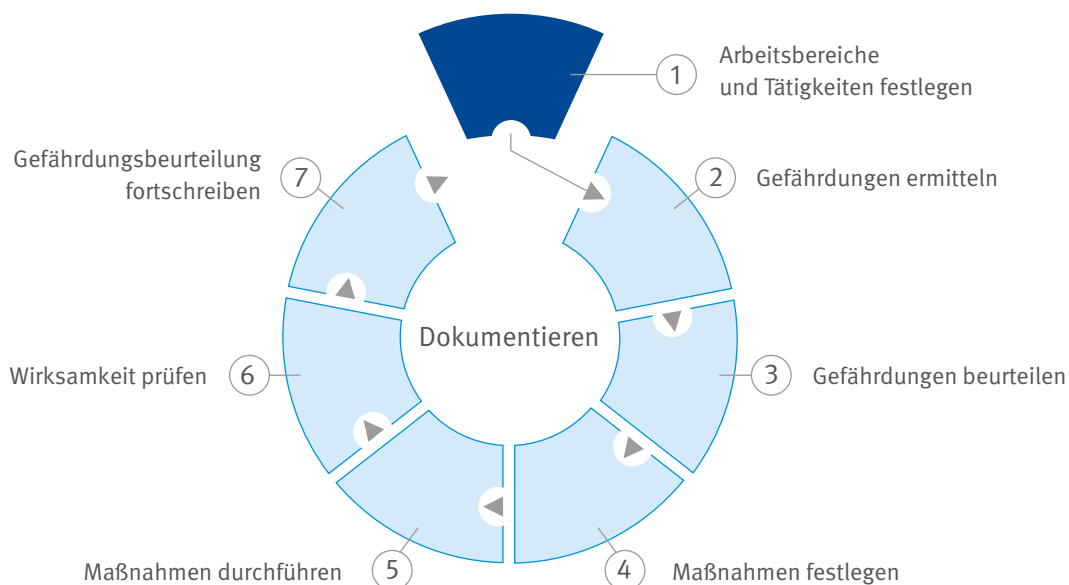 1
Arbeitsbereiche
und Tätigkeiten festlegen
2
Gefährdungen ermitteln
3
Gefährdungen beurteilen
4
Maßnahmen festlegen
5
Maßnahmen durchführen
6
Wirksamkeit prüfen
7
Gefährdungsbeurteilung
fortschreiben
Dokumentieren